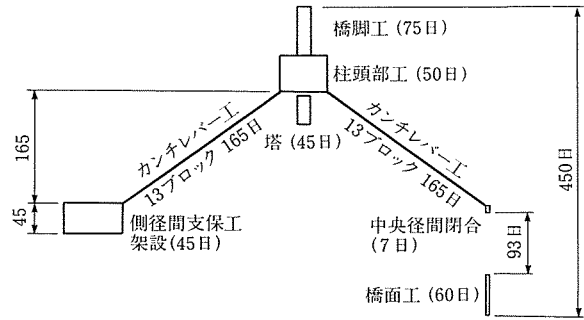 橋脚工(75日)
柱頭部工(50日)
カンチレバー工
13ブロック 165日
塔(45日)
カンチレバー工
13ブロック 165日
165
45
側径間支保工
架設(45日)
中央径間閉合
(7日)
93日
橋面工(60日)
450日